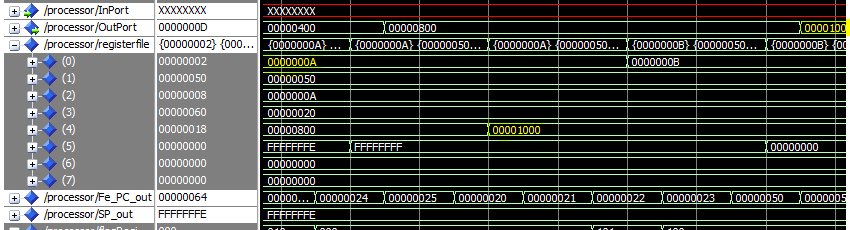 /processor/InPort XXXXXXXX XXXXXXXX
/processor/OutPort 0000000D 00000400 00000800 0000100
/processor/registerfile {00000002} {000... {0000000A} ... {0000000A} {00000050... {0000000A} {00000050... {0000000B} {00000050... {0000000B} {000
(0) 00000002 0000000A 0000000B
(1) 00000050 00000050
(2) 00000008 0000000A
(3) 00000060 00000020
(4) 00000018 00000800 00001000
(5) 00000000 FFFFFFFE FFFFFFFF 00000000
(6) 00000000 00000000
(7) 00000000 00000000
/processor/Fe_PC_out 00000064 00000... 00000024 00000025 00000020 00000021 00000022 00000023 00000050 0000005
/processor/SP_out FFFFFFFE FFFFFFFE